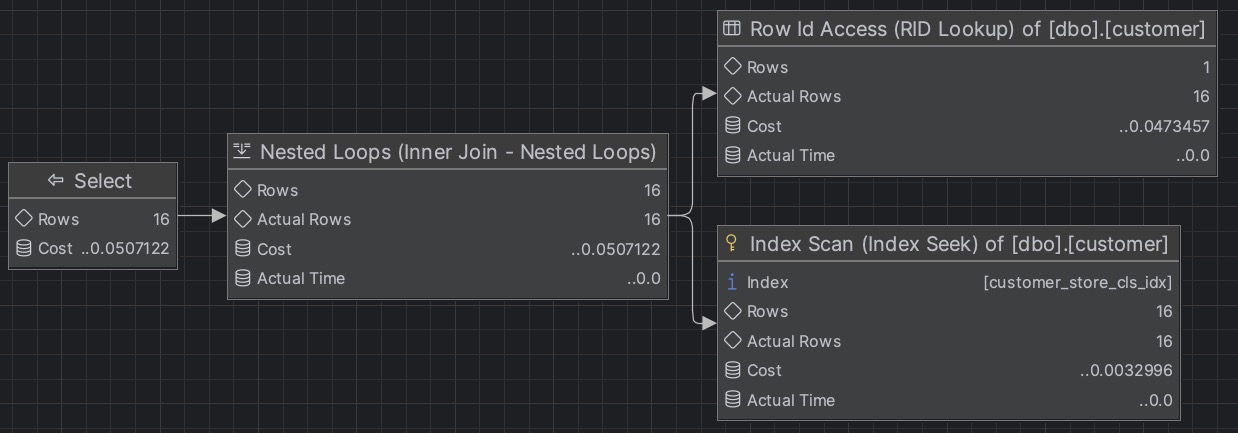 Select
Rows 16
Cost ..0.0507122
Nested Loops (Inner Join - Nested Loops)
Rows 16
Actual Rows 16
Cost ..0.0507122
Actual Time ..0.0
Row Id Access (RID Lookup) of [dbo].[customer]
Rows 1
Actual Rows 16
Cost ..0.0473457
Actual Time ..0.0
Index Scan (Index Seek) of [dbo].[customer]
Index [customer_store_cls_idx]
Rows 16
Actual Rows 16
Cost ..0.0032996
Actual Time ..0.0